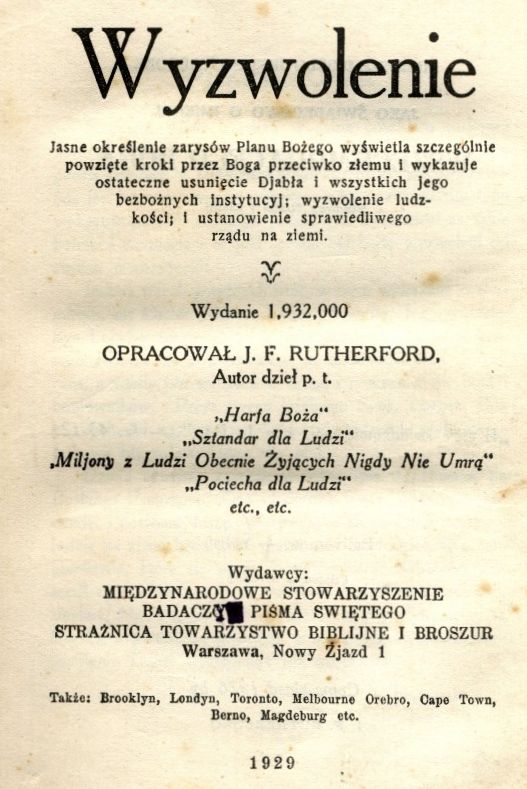 Wyzwolenie
Jasne określenie zarysów Planu Bożego wyświetla szczególnie
powzięte kroki przez Boga przeciwko złemu i wykazuje
ostateczne usunięcie Djabła i wszystkich jego
bezbożnych instytucyj; wyzwolenie ludz-
kości; i ustanowienie sprawiedliwego
rządu na ziemi.
Wydanie 1,932,000
OPRACOWAŁ J. F. RUTHERFORD,
Autor dzieł p. t.
„Harfa Boża"
„Sztandar dla Ludzi"
„Miljony z Ludzi Obecnie Żyjących Nigdy Nie Umrą"
„Pociecha dla Ludzi"
etc., etc.
Wydawcy:
MIĘDZYNARODOWE STOWARZYSZENIE
BADACZY PISMA SWIĘTEGO
STRAŻNICA TOWARZYSTWO BIBLIJNE I BROSZUR
Warszawa, Nowy Zjazd 1
Także: Brooklyn, Londyn, Toronto, Melbourne Orebro, Cape Town,
Berno, Magdeburg etc.
1929